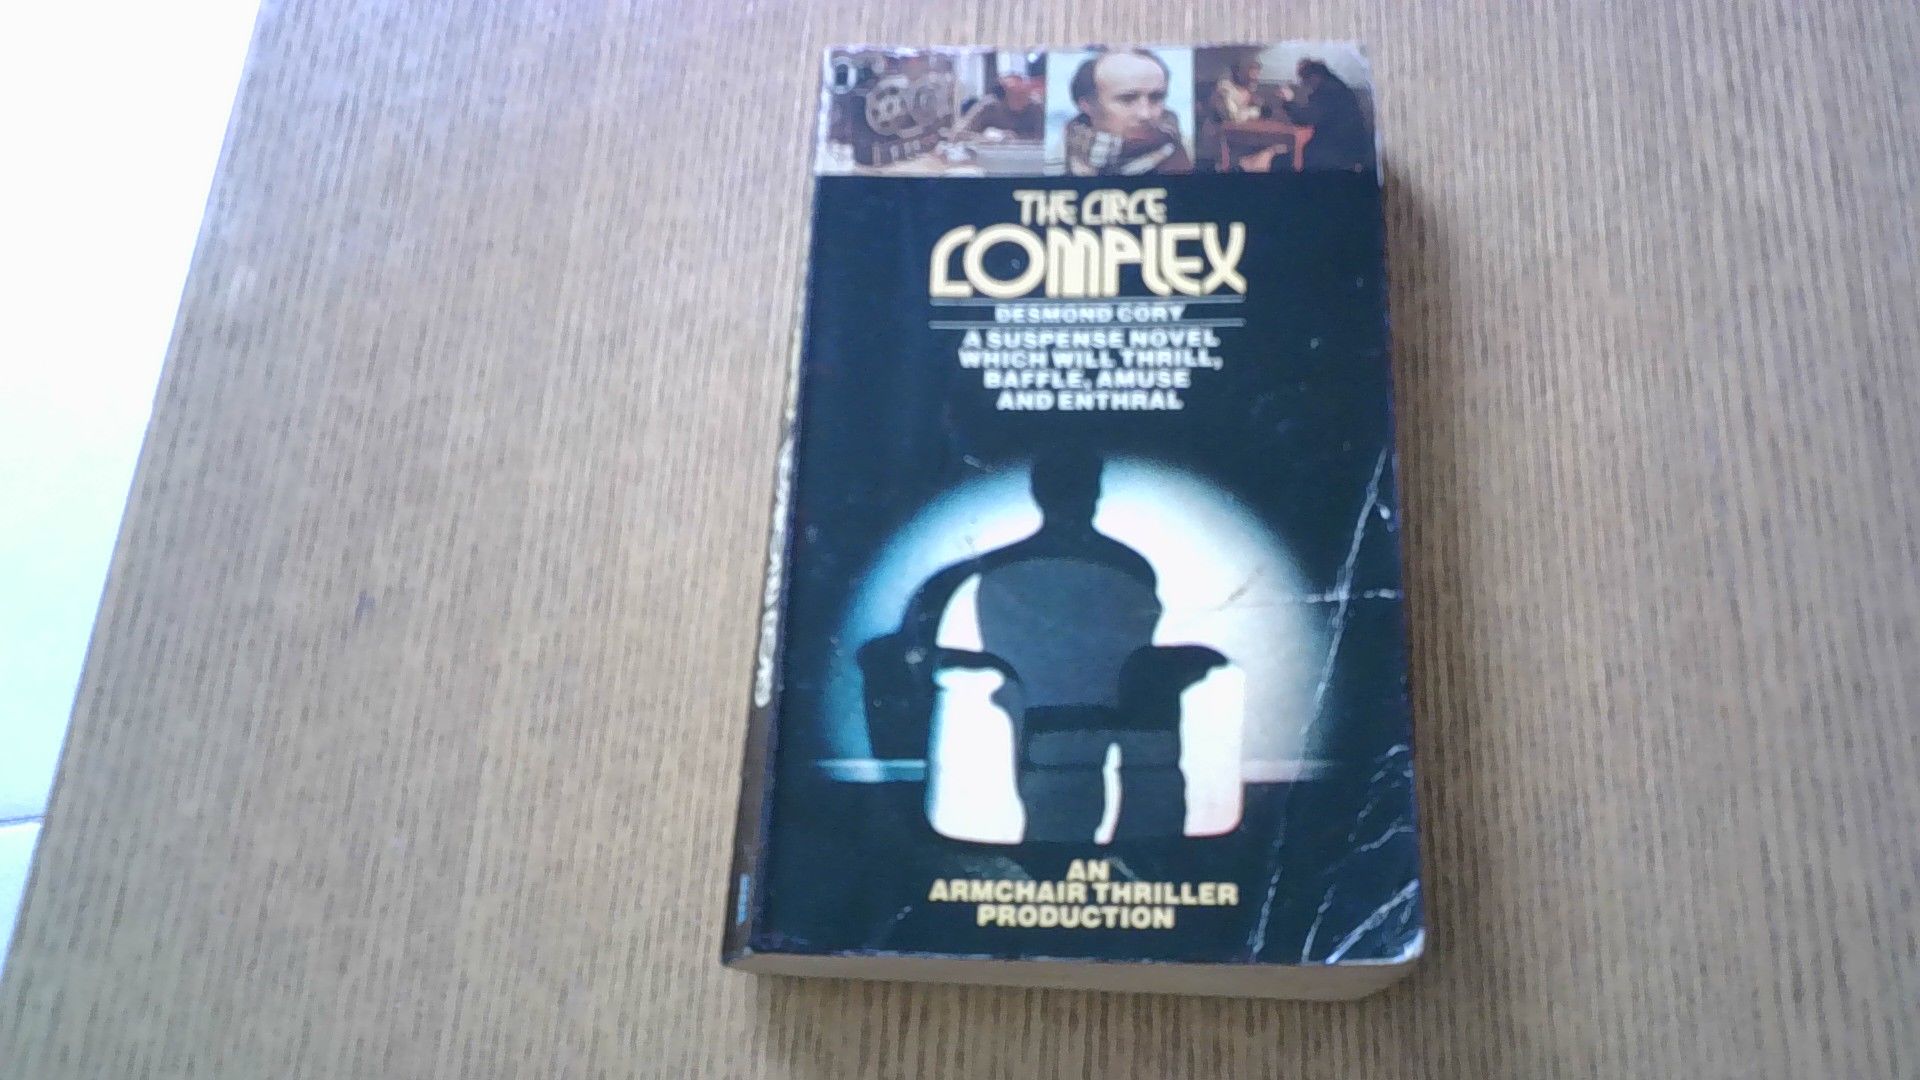 THE CIRCE
COMPLEX
DESMOND CORY
A SUSPENSE NOVEL
WHICH WILL THRILL,
BAFFLE, AMUSE
AND ENTHRAL
AN
ARMCHAIR THRILLER
PRODUCTION